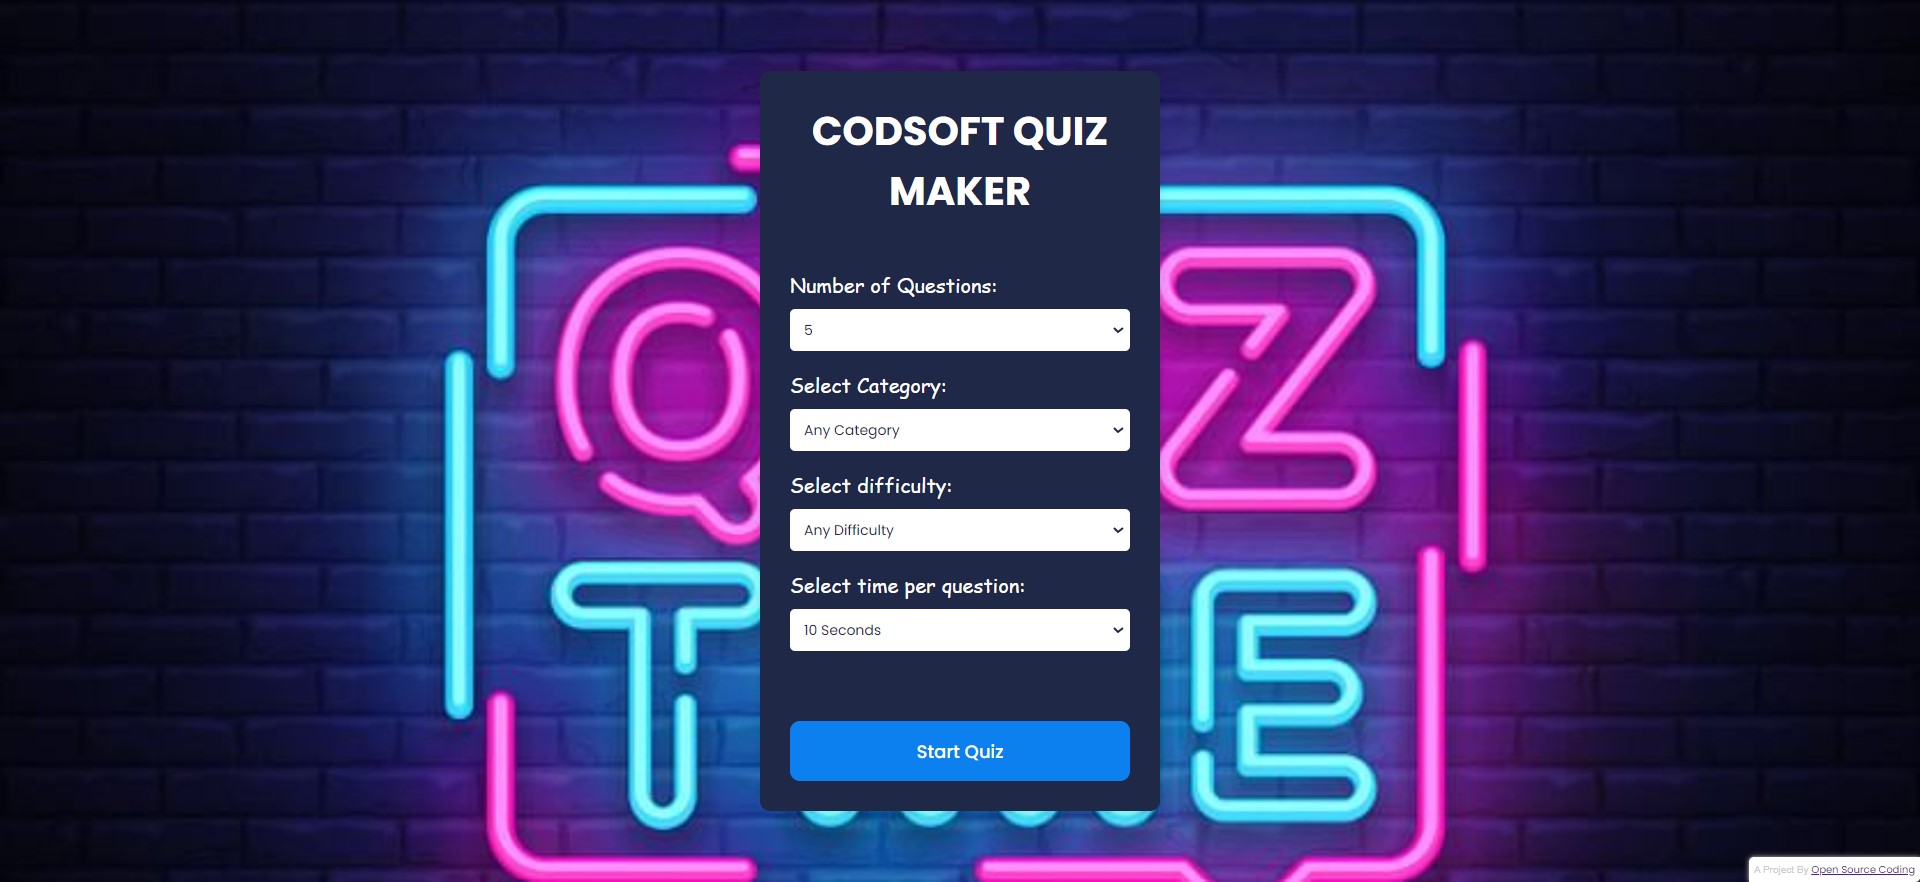 CODSOFT QUIZ
MAKER
Number of Questions:
5
Select Category:
Any Category
Select difficulty:
Any Difficulty
Select time per question:
10 Seconds
Start Quiz
Q Z
T E
A Project By Open Source Coding